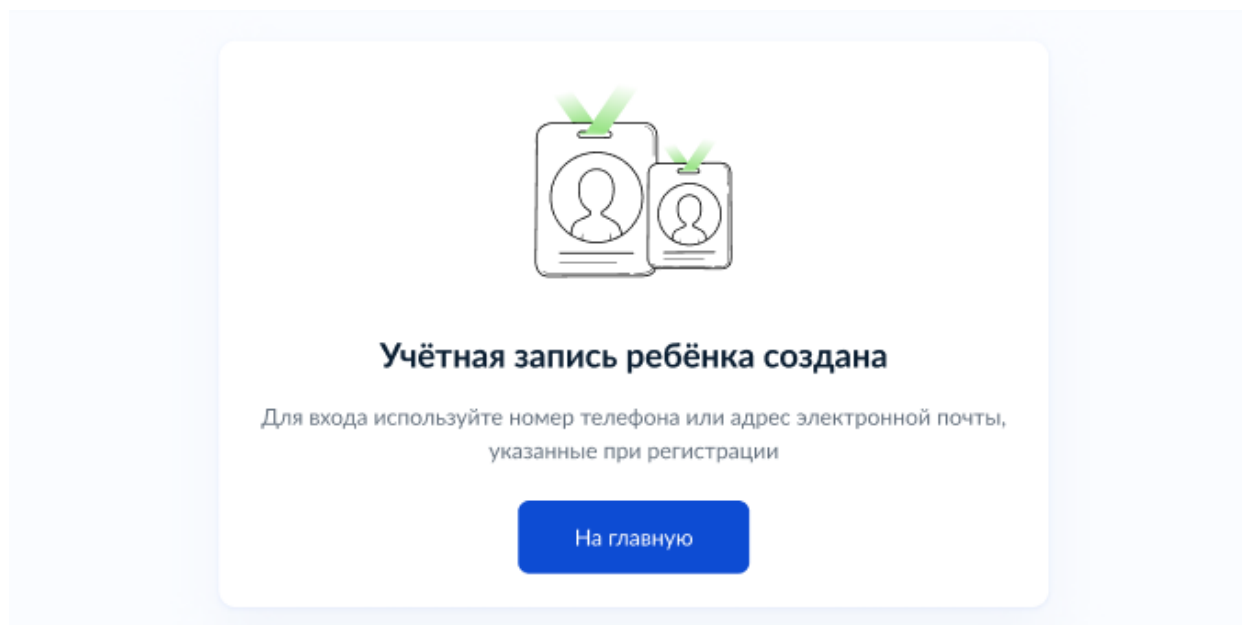 Учётная запись ребёнка создана
Для входа используйте номер телефона или адрес электронной почты,
указанные при регистрации
На главную